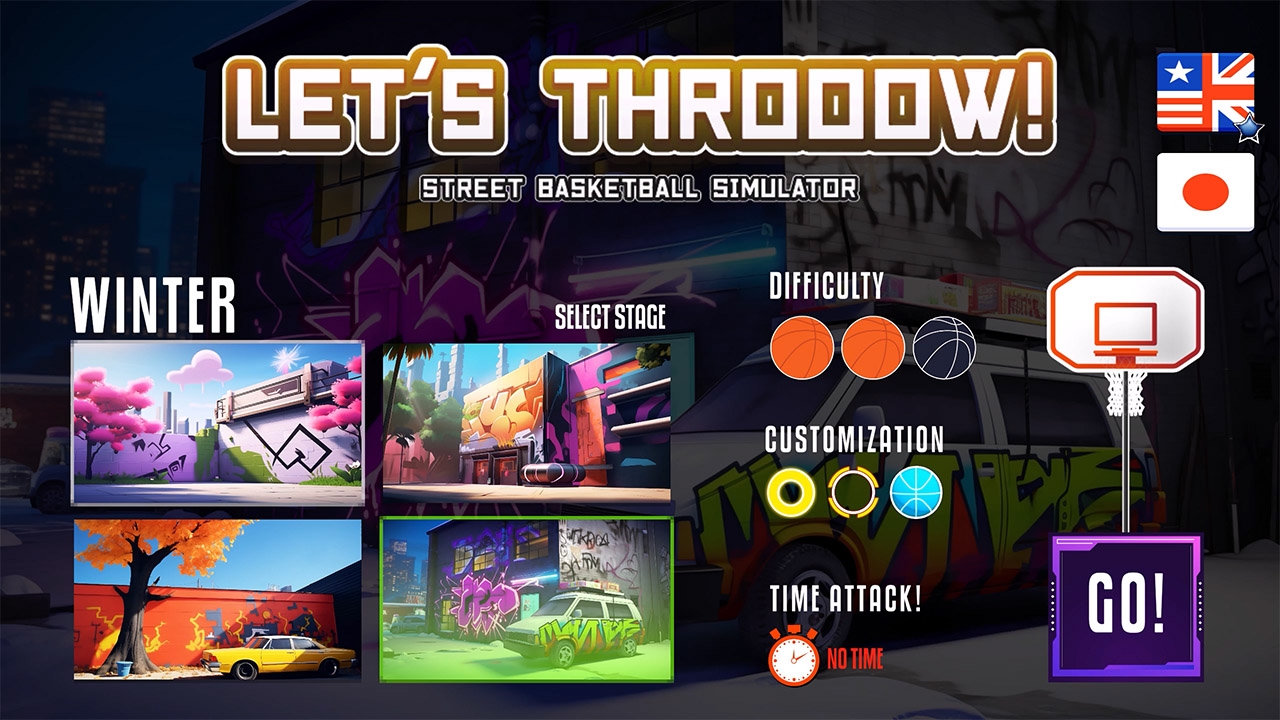 LET'S THROOOW!
STREET BASKETBALL SIMULATOR
WINTER
SELECT STAGE
DIFFICULTY
CUSTOMIZATION
TIME ATTACK!
NO TIME
GO!